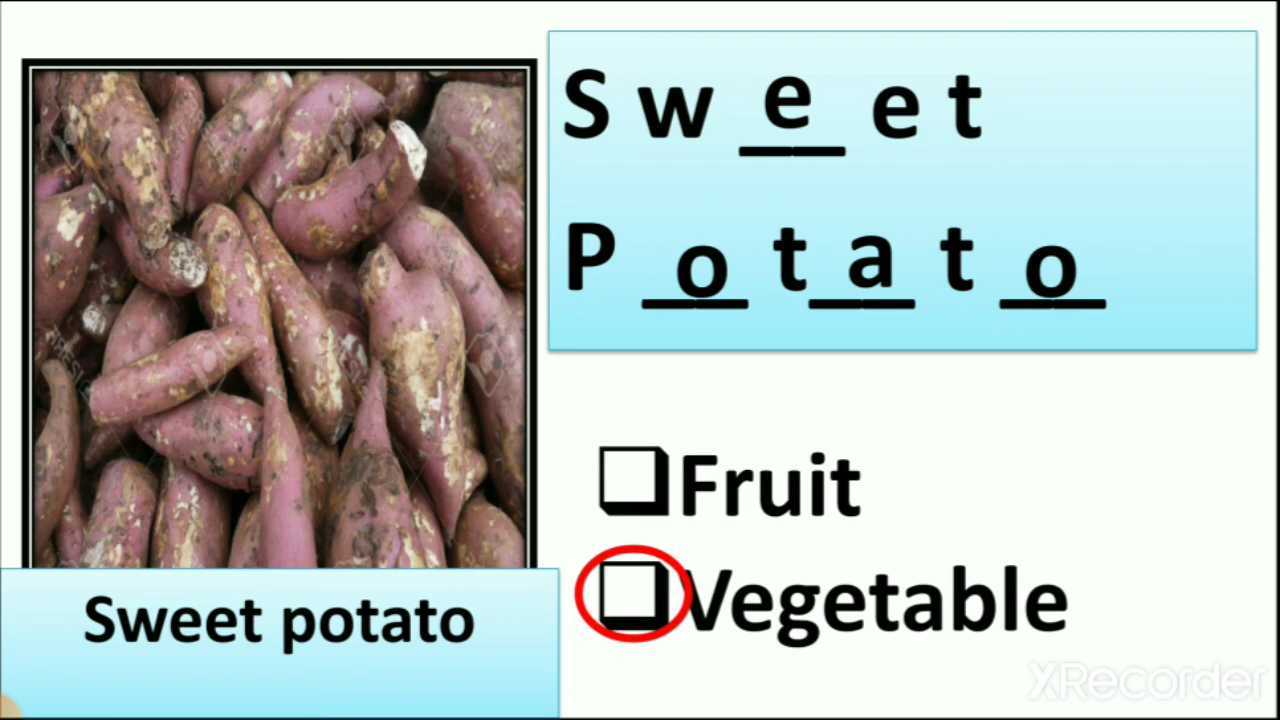 S w e e t
P o t a t o
Fruit
Vegetable
Sweet potato
XRecorder